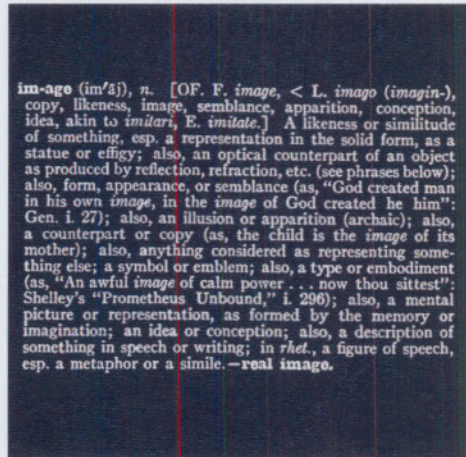 im-age (im′āj), n. [OF. F. image, < L. imago (imagin-),
copy, likeness, image, semblance, apparition, conception,
idea, akin to imitari, E. imitate.] A likeness or similitude
of something, esp. a representation in the solid form, as a
statue or effigy; also, an optical counterpart of an object
as produced by reflection, refraction, etc. (see phrases below);
also, form, appearance, or semblance (as, “God created man
in his own image, in the image of God created he him”:
Gen. i. 27); also, an illusion or apparition (archaic); also,
a counterpart or copy (as, the child is the image of its
mother); also, anything considered as representing some-
thing else; a symbol or emblem; also, a type or embodiment
(as, “An awful image of calm power . . . now thou sittest”:
Shelley’s “Prometheus Unbound,” i. 296); also, a mental
picture or representation, as formed by the memory or
imagination; an idea or conception; also, a description of
something in speech or writing; in rhet., a figure of speech,
esp. a metaphor or a simile.—real image.